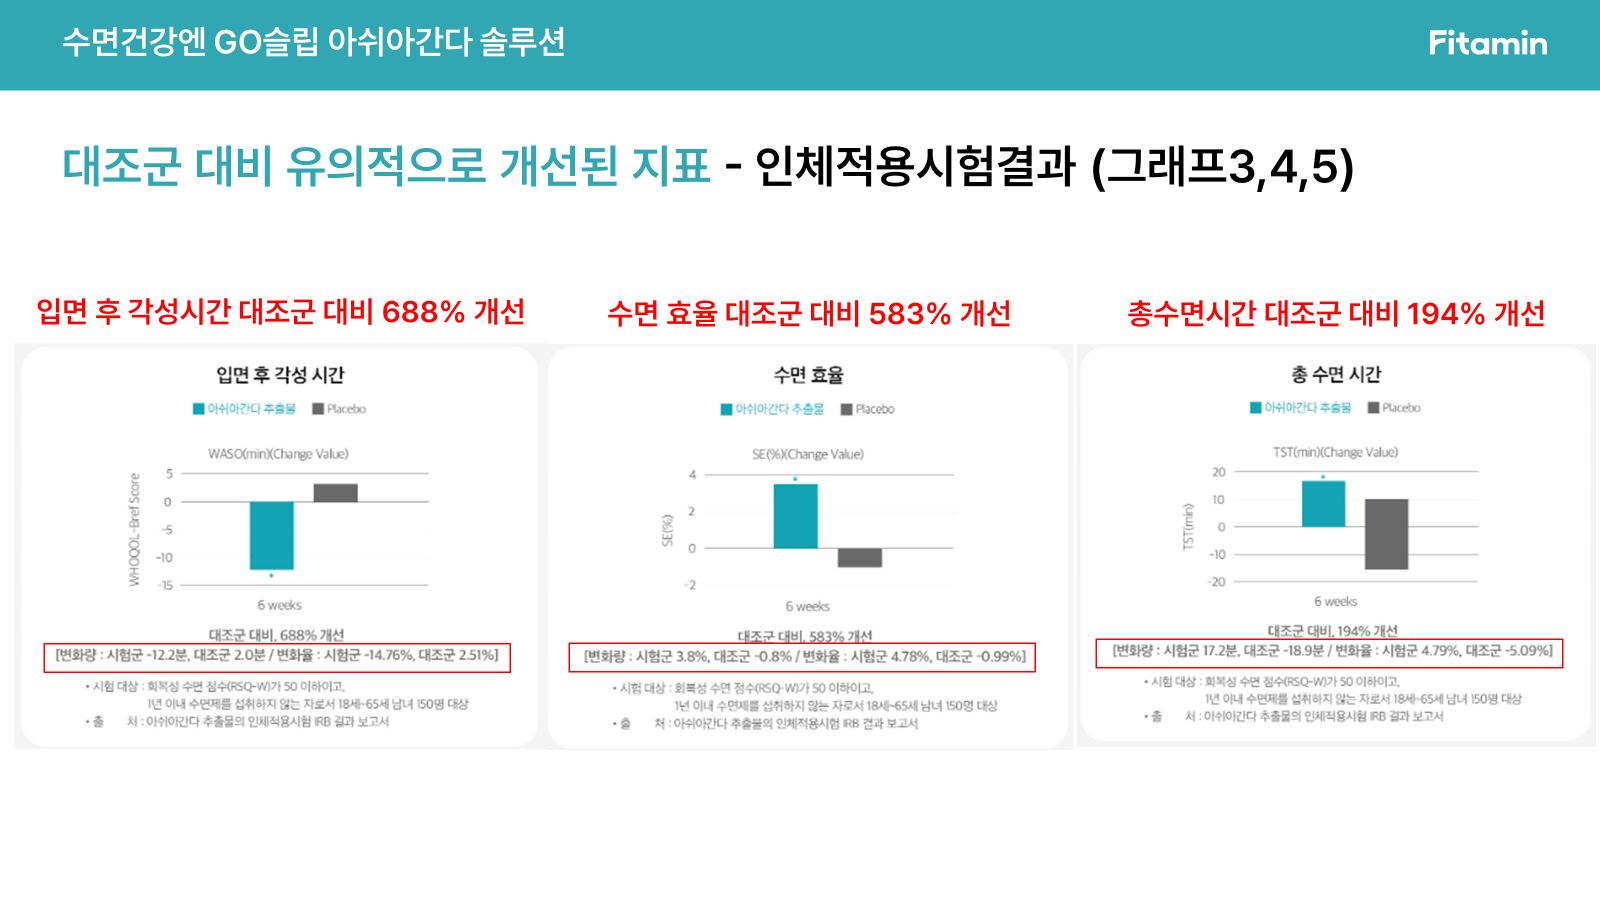 수면건강엔 GO슬립 아쉬아간다 솔루션
Fitamin
대조군 대비 유의적으로 개선된 지표 - 인체적용시험결과 (그래프3,4,5)
입면 후 각성시간 대조군 대비 688% 개선
입면 후 각성 시간
아쉬아간다 추출물
Placebo
WASO(min)(Change Value)
WHOQOL-Bref Score
5
0
-5
-10
-15
6 weeks
대조군 대비, 688% 개선
[변화량 : 시험군 -12.2분, 대조군 2.0분 / 변화율 : 시험군 -14.76%, 대조군 2.51%]
• 시험 대상 : 회복성 수면 점수(RSQ-W)가 50 이하이고,
1년 이내 수면제를 섭취하지 않는 자로서 18세~65세 남녀 150명 대상
• 출 처 : 아쉬아간다 추출물의 인체적용시험 IRB 결과 보고서
수면 효율 대조군 대비 583% 개선
수면 효율
아쉬아간다 추출물
Placebo
SE(%)(Change Value)
SE(%)
4
2
0
-2
6 weeks
대조군 대비, 583% 개선
[변화량 : 시험군 3.8%, 대조군 -0.8% / 변화율 : 시험군 4.78%, 대조군 -0.99%]
• 시험 대상 : 회복성 수면 점수(RSQ-W)가 50 이하이고,
1년 이내 수면제를 섭취하지 않는 자로서 18세~65세 남녀 150명 대상
• 출 처 : 아쉬아간다 추출물의 인체적용시험 IRB 결과 보고서
총수면시간 대조군 대비 194% 개선
총 수면 시간
아쉬아간다 추출물
Placebo
TST(min)(Change Value)
TST(min)
20
10
0
-10
-20
6 weeks
대조군 대비, 194% 개선
[변화량 : 시험군 17.2분, 대조군 -18.9분 / 변화율 : 시험군 4.79%, 대조군 -5.09%]
• 시험 대상 : 회복성 수면 점수(RSQ-W)가 50 이하이고,
1년 이내 수면제를 섭취하지 않는 자로서 18세~65세 남녀 150명 대상
• 출 처 : 아쉬아간다 추출물의 인체적용시험 IRB 결과 보고서